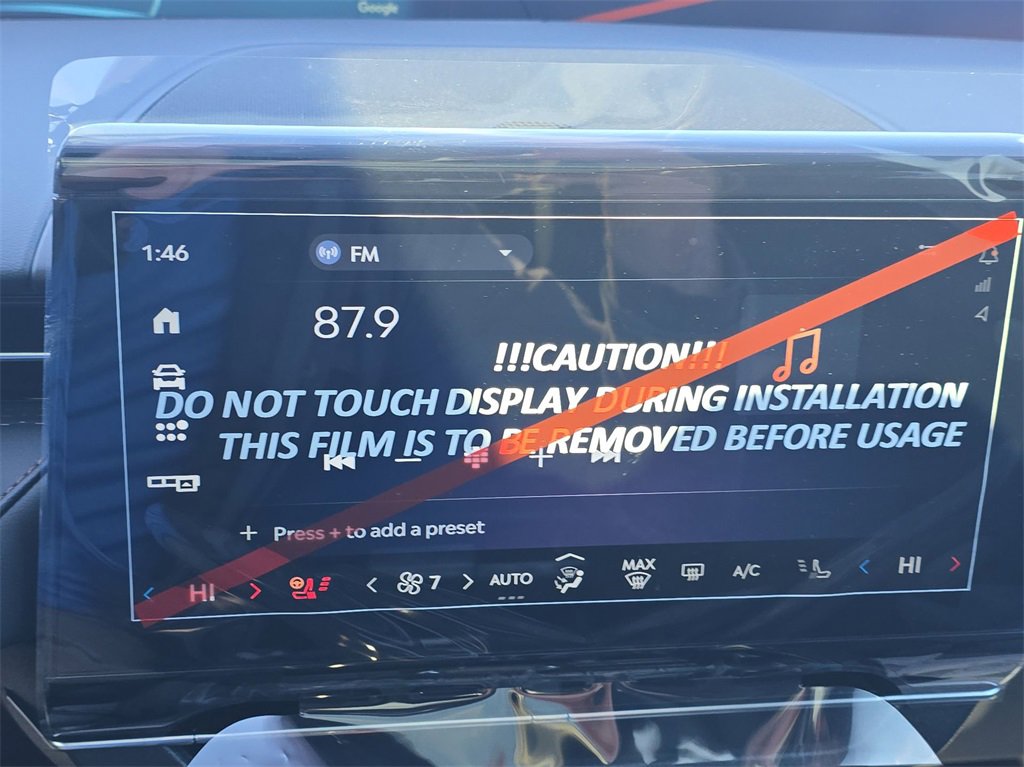 Google
1:46
FM
87.9
!!!CAUTION!!!
DO NOT TOUCH DISPLAY DURING INSTALLATION
THIS FILM IS TO BE REMOVED BEFORE USAGE
+ Press + to add a preset
< HI > < 7 > AUTO MAX A/C < HI >